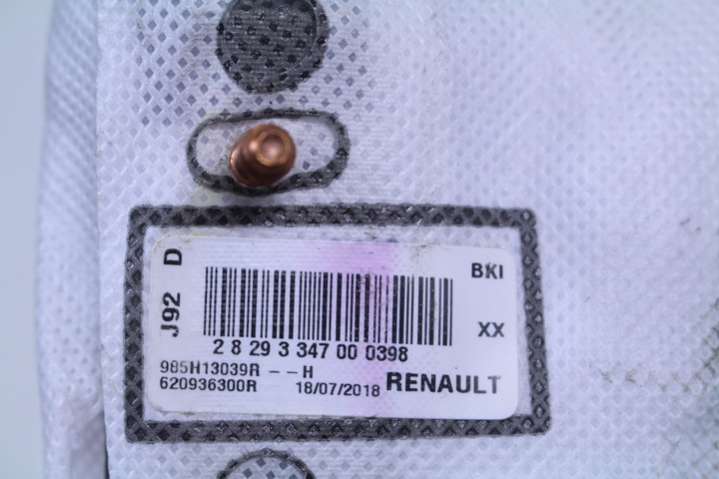 J92 D
BKI
XX
2 8 29 3 347 00 0398
985H13039R - - H
620936300R 18/07/2018 RENAULT